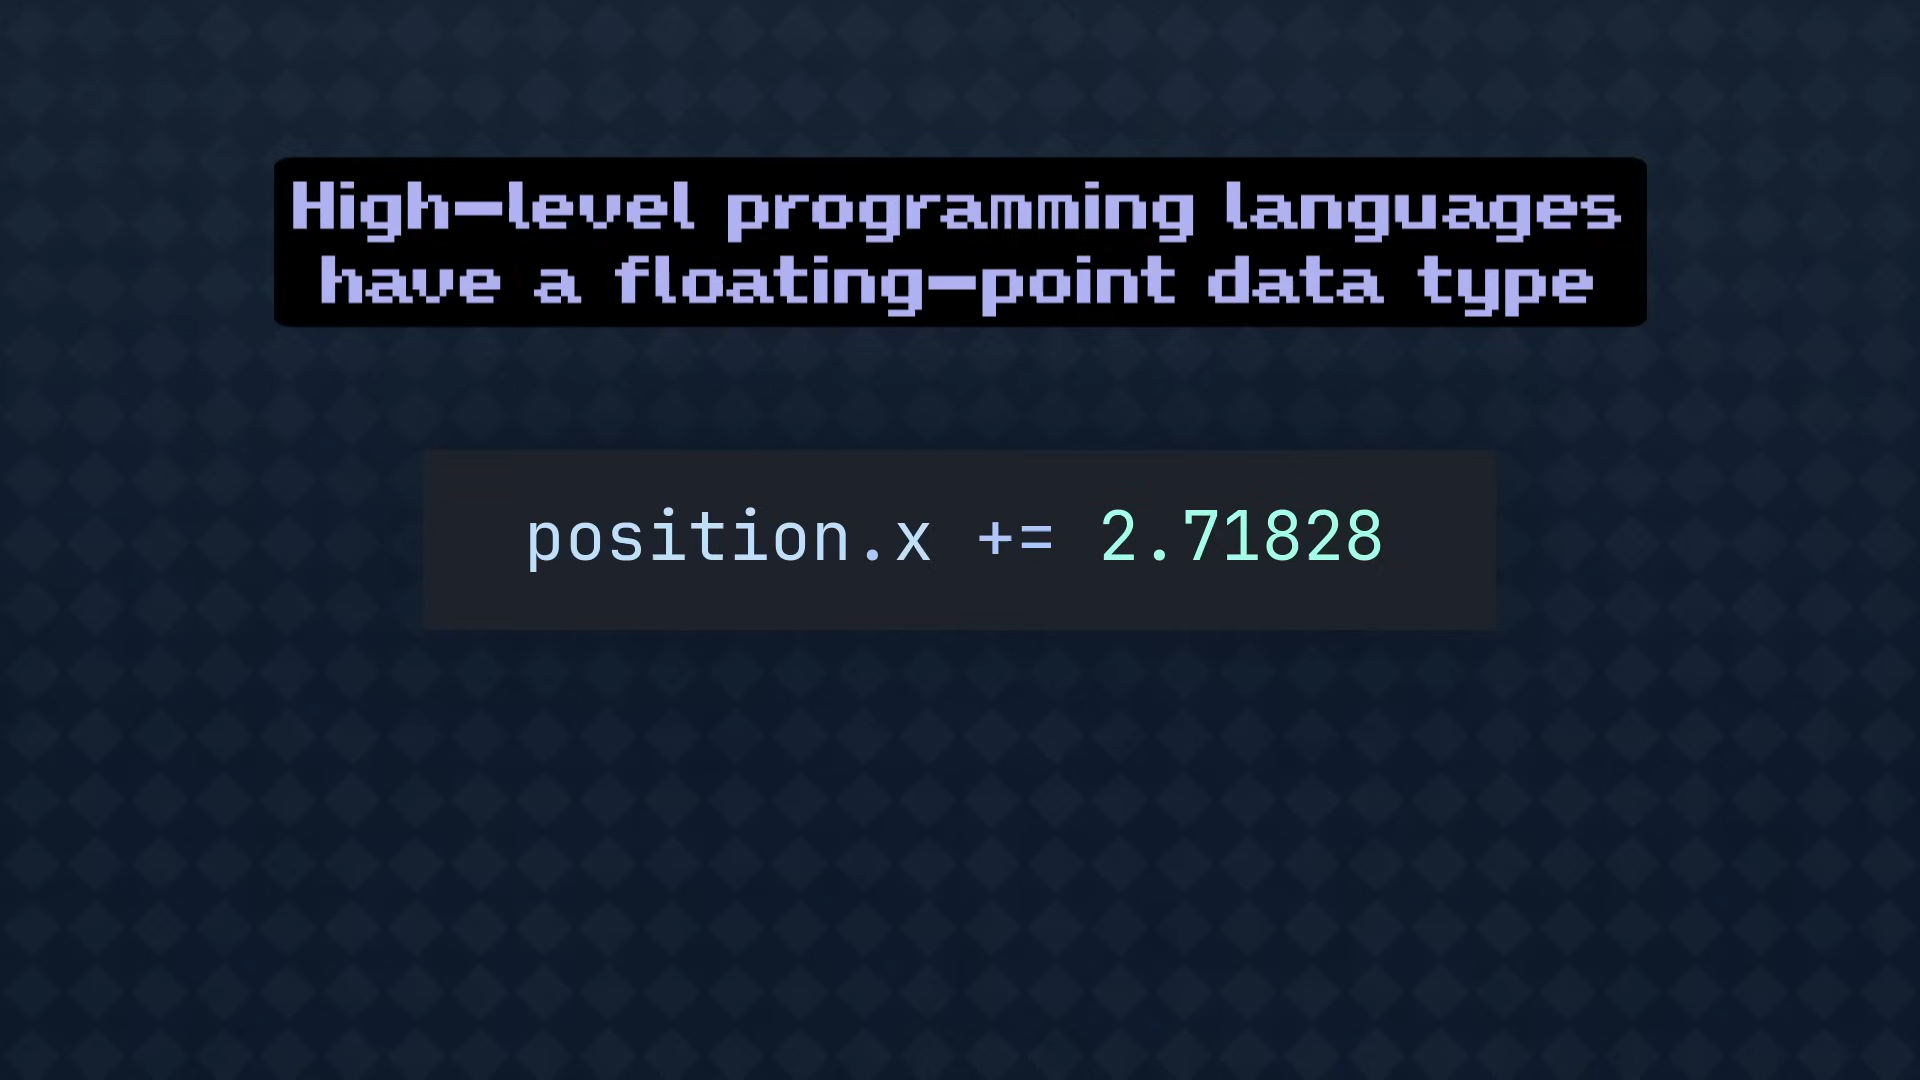 High-level programming languages
have a floating-point data type
position.x += 2.71828